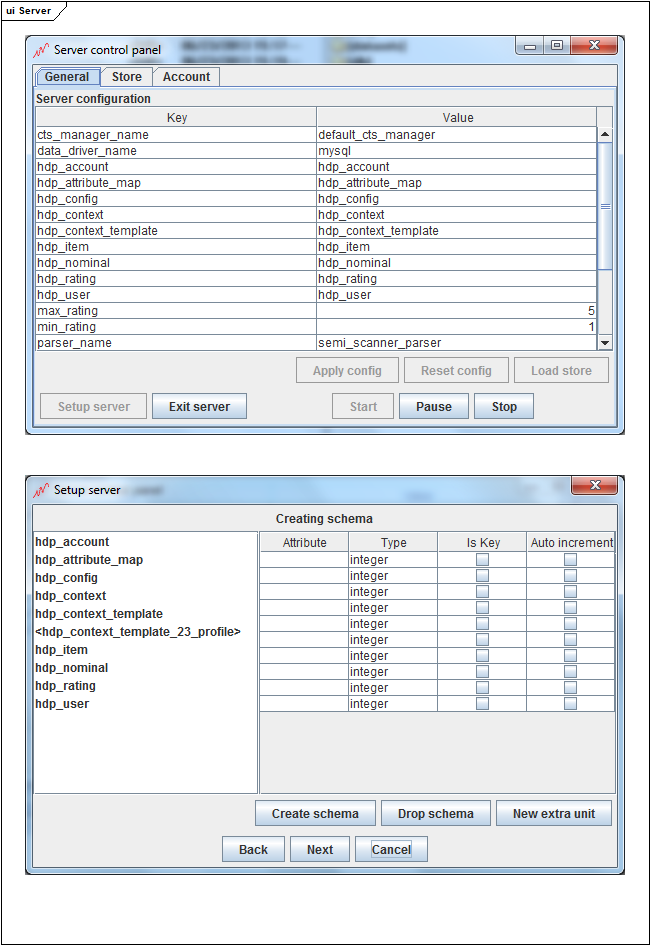 ui Server
Server control panel
General Store Account
Server configuration
Key Value
cts_manager_name default_cts_manager
data_driver_name mysql
hdp_account hdp_account
hdp_attribute_map hdp_attribute_map
hdp_config hdp_config
hdp_context hdp_context
hdp_context_template hdp_context_template
hdp_item hdp_item
hdp_nominal hdp_nominal
hdp_rating hdp_rating
hdp_user hdp_user
max_rating 5
min_rating 1
parser_name semi_scanner_parser
Apply config Reset config Load store
Setup server Exit server Start Pause Stop
Setup server
Creating schema
hdp_account
hdp_attribute_map
hdp_config
hdp_context
hdp_context_template
<hdp_context_template_23_profile>
hdp_item
hdp_nominal
hdp_rating
hdp_user
Attribute Type Is Key Auto increment
integer
integer
integer
integer
integer
integer
integer
integer
integer
integer
Create schema Drop schema New extra unit
Back Next Cancel